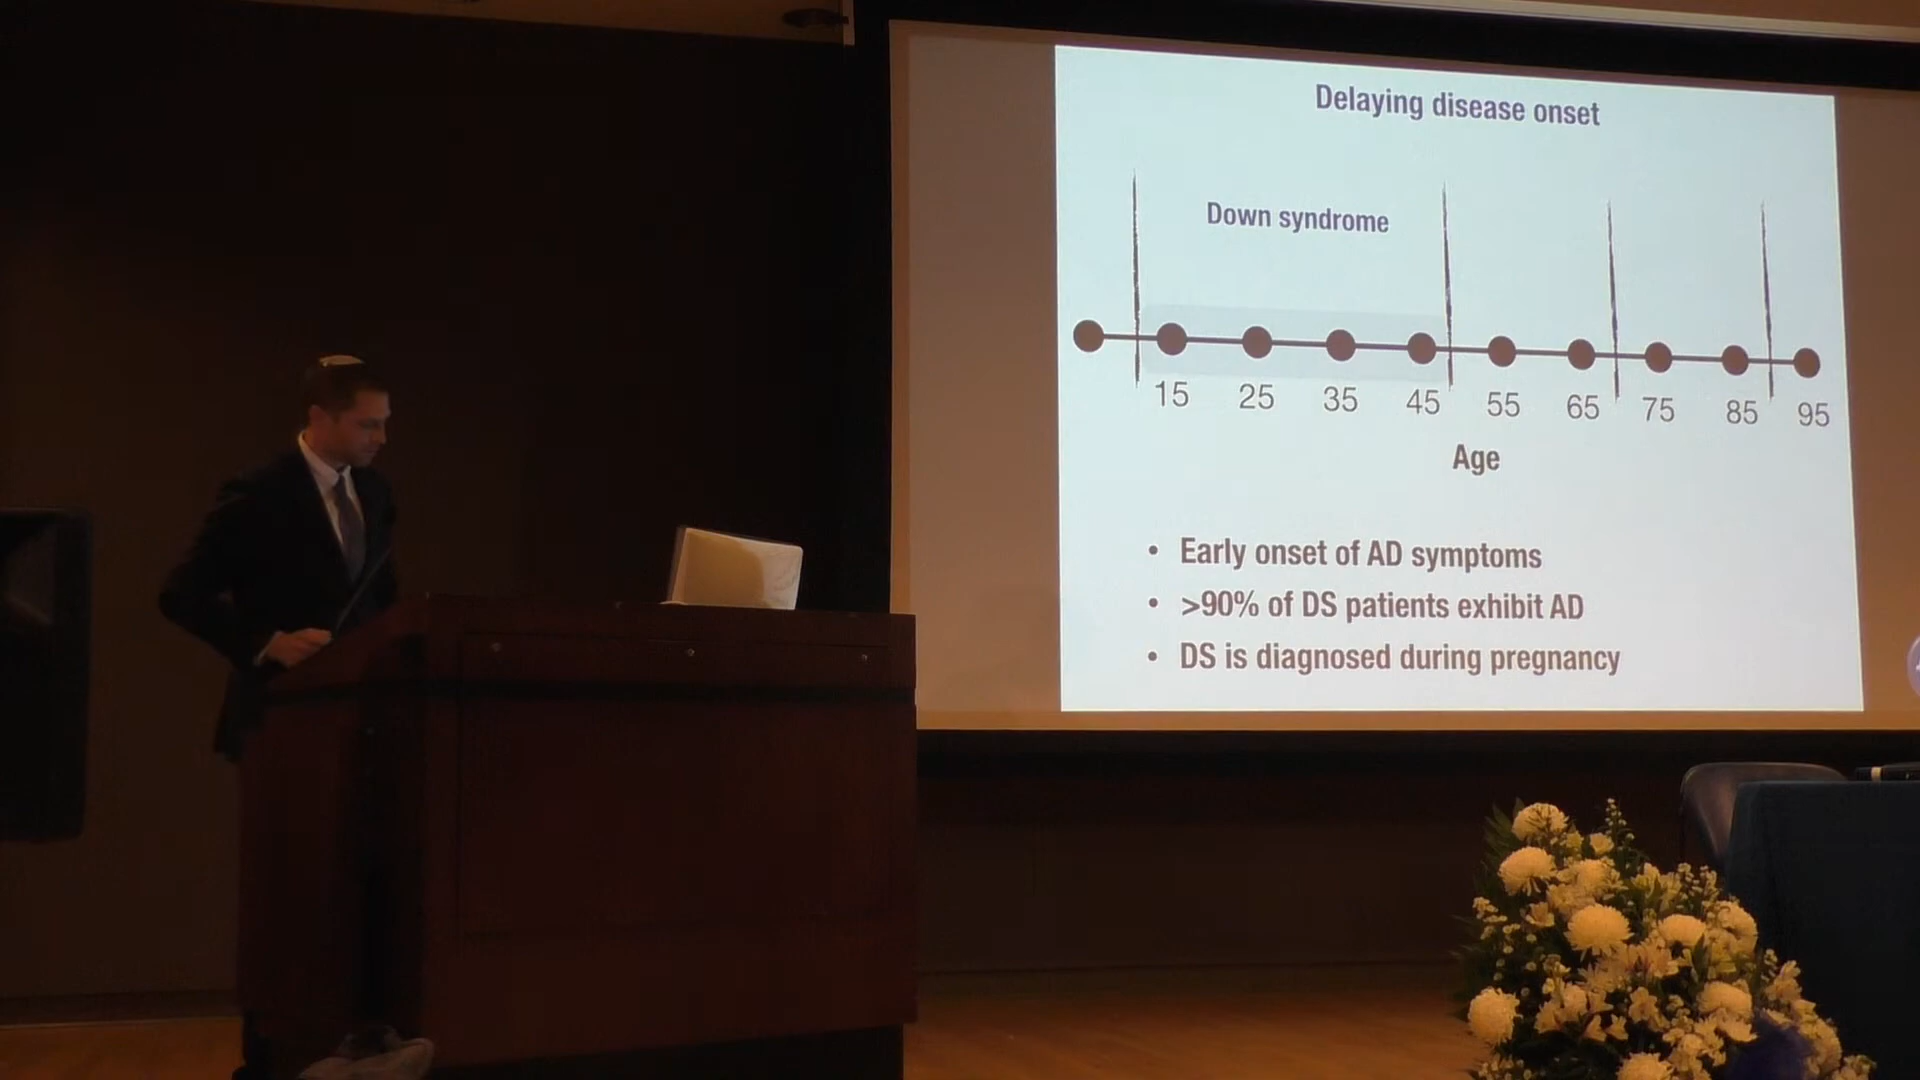 Delaying disease onset
Down syndrome
15 25 35 45 55 65 75 85 95
Age
• Early onset of AD symptoms
• >90% of DS patients exhibit AD
• DS is diagnosed during pregnancy